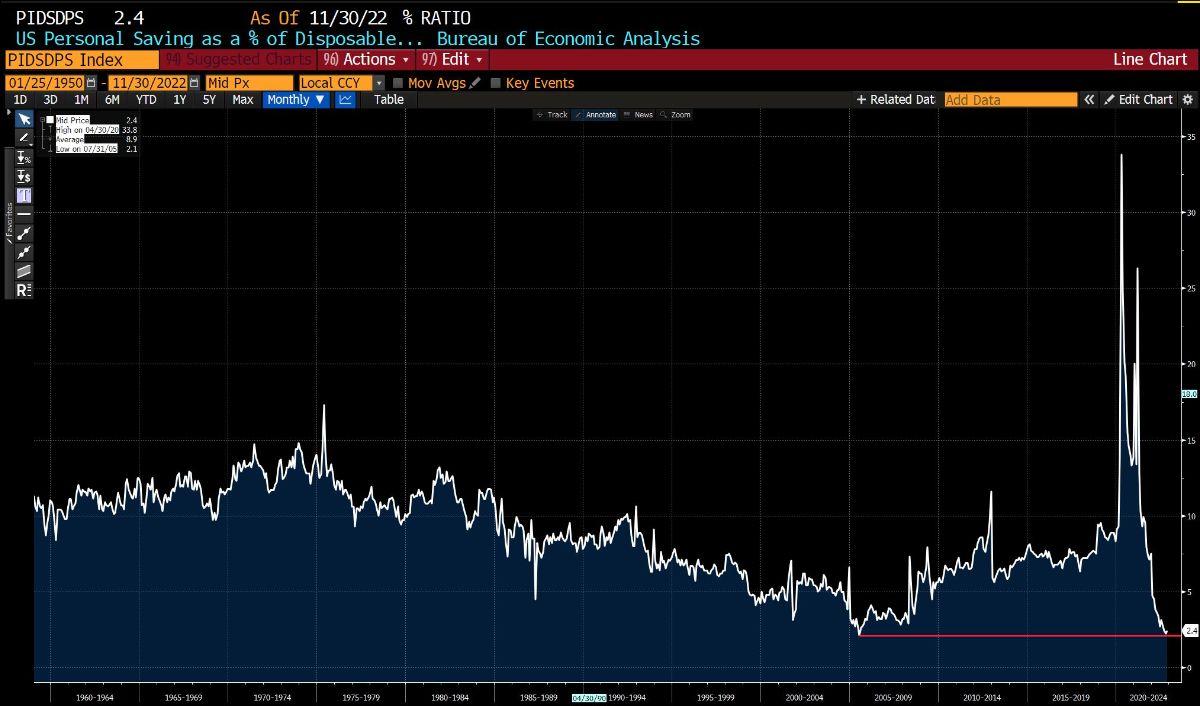 PIDSDPS 2.4 As Of 11/30/22 % RATIO
US Personal Saving as a % of Disposable... Bureau of Economic Analysis
PIDSDPS Index 94) Suggested Charts 96) Actions 97) Edit Line Chart
01/25/1950 - 11/30/2022 Mid Px Local CCY Mov Avgs Key Events
1D 3D 1M 6M YTD 1Y 5Y Max Monthly ▼ Table + Related Dat Add Data « Edit Chart
Track Annotate News Zoom
Mid Price 2.4
High on 04/30/20 33.8
Average 8.9
Low on 07/31/05 2.1
%
$
T
R
Favorites
35
30
25
20
18.0
15
10
5
2.4
0
1960-1964 1965-1969 1970-1974 1975-1979 1980-1984 1985-1989 04/30/90 1990-1994 1995-1999 2000-2004 2005-2009 2010-2014 2015-2019 2020-2024